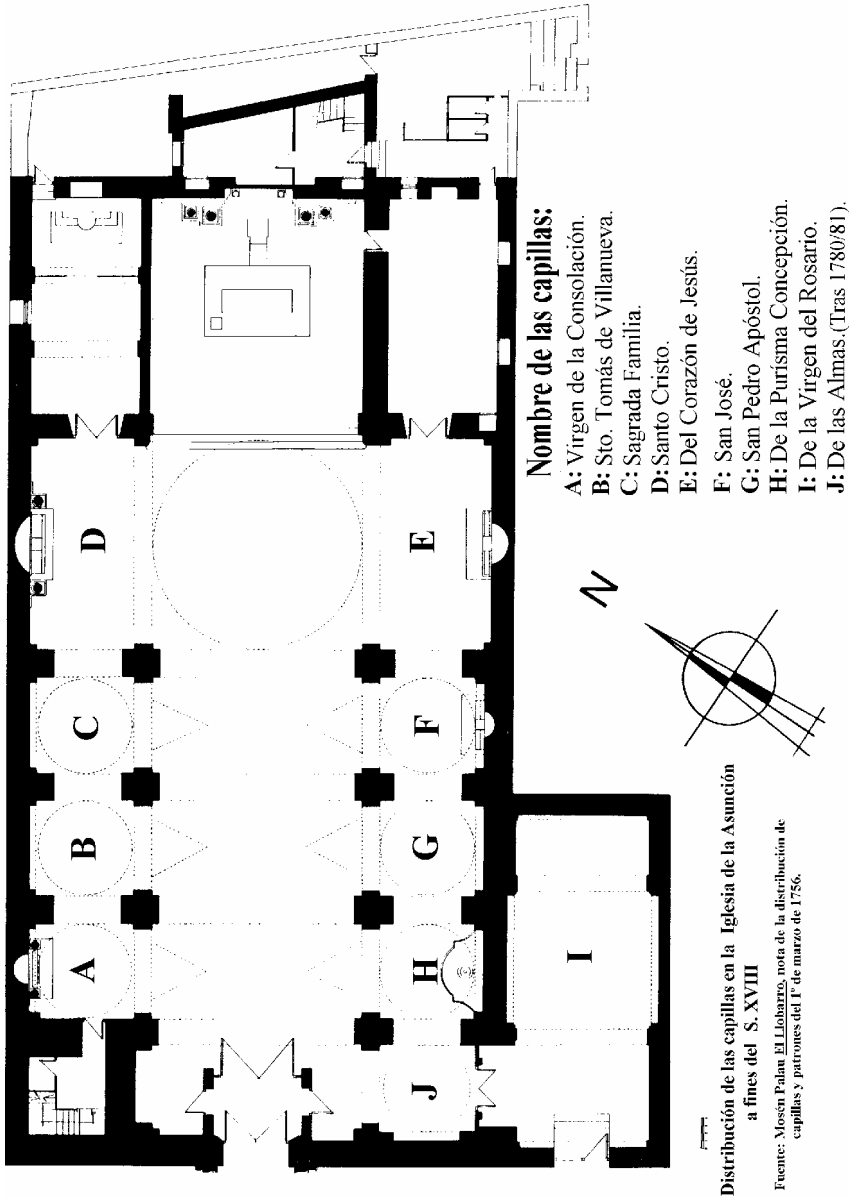 D
E
C
F
B
G
A
H
I
J
N
Nombre de las capillas:
A: Virgen de la Consolación.
B: Sto. Tomás de Villanueva.
C: Sagrada Familia.
D: Santo Cristo.
E: Del Corazón de Jesús.
F: San José.
G: San Pedro Apóstol.
H: De la Purísma Concepción.
I: De la Virgen del Rosario.
J: De las Almas.(Tras 1780/81).
Distribución de las capillas en la Iglesia de la Asunción
a fines del S. XVIII
Fuente: Mosén Palau El Llobarro, nota de la distribución de
capillas y patrones del 1º de marzo de 1756.